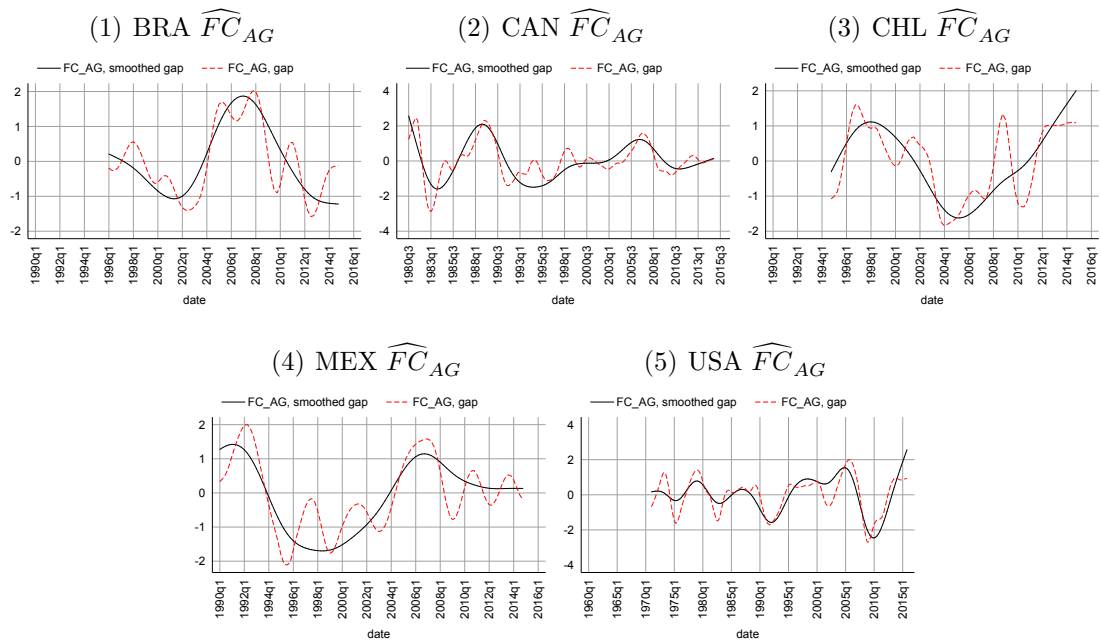 (1) BRA FC_AG
(2) CAN FC_AG
(3) CHL FC_AG
FC_AG, smoothed gap FC_AG, gap
FC_AG, smoothed gap FC_AG, gap
FC_AG, smoothed gap FC_AG, gap
2
1
0
-1
-2
1990q1 1992q1 1994q1 1996q1 1998q1 2000q1 2002q1 2004q1 2006q1 2008q1 2010q1 2012q1 2014q1 2016q1
date
4
2
0
-2
-4
1980q3 1983q1 1985q3 1988q1 1990q3 1993q1 1995q3 1998q1 2000q3 2003q1 2005q3 2008q1 2010q3 2013q1 2015q3
date
2
1
0
-1
-2
1990q1 1992q1 1994q1 1996q1 1998q1 2000q1 2002q1 2004q1 2006q1 2008q1 2010q1 2012q1 2014q1 2016q1
date
(4) MEX FC_AG
(5) USA FC_AG
FC_AG, smoothed gap FC_AG, gap
FC_AG, smoothed gap FC_AG, gap
2
1
0
-1
-2
1990q1 1992q1 1994q1 1996q1 1998q1 2000q1 2002q1 2004q1 2006q1 2008q1 2010q1 2012q1 2014q1 2016q1
date
4
2
0
-2
-4
1960q1 1965q1 1970q1 1975q1 1980q1 1985q1 1990q1 1995q1 2000q1 2005q1 2010q1 2015q1
date